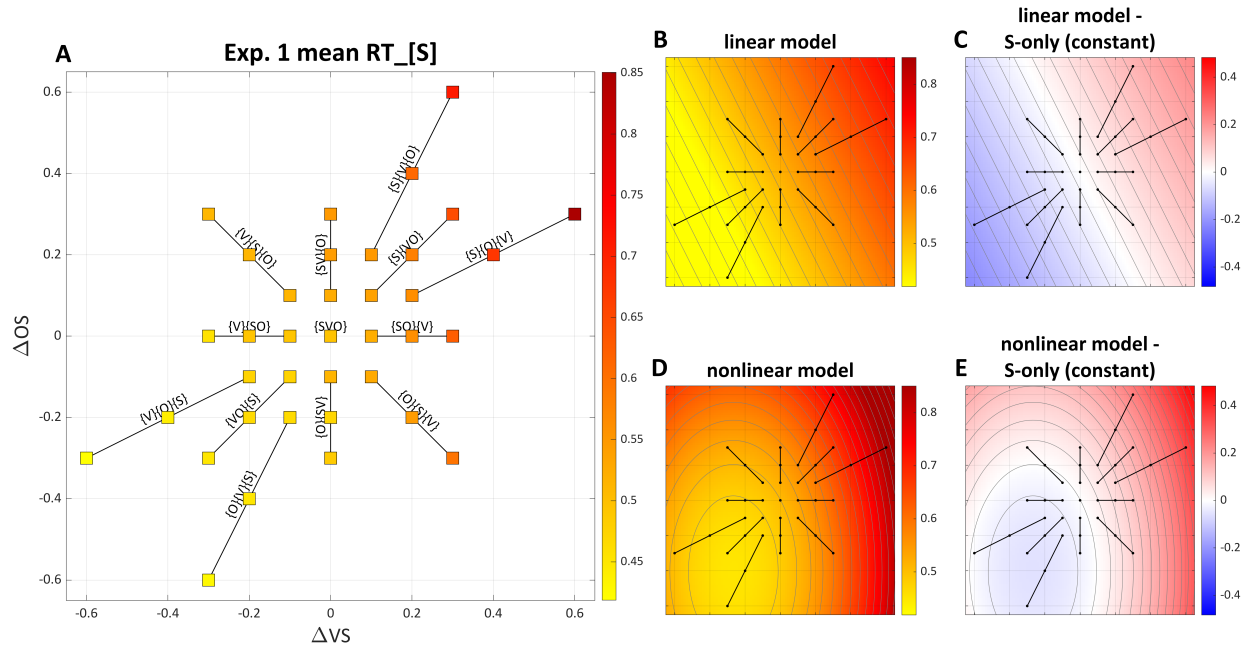 A
Exp. 1 mean RT_[S]
0.6
0.4
0.2
0
-0.2
-0.4
-0.6
ΔOS
-0.6
-0.4
-0.2
0
0.2
0.4
0.6
ΔVS
{S}{V}{O}
{V}{S}{O}
{SV}{O}
{S}{VO}
{S}{O}{V}
{V}{SO}
{SVO}
{SO}{V}
{V}{O}{S}
{VO}{S}
{O}{SV}
{O}{S}{V}
{O}{V}{S}
0.85
0.8
0.75
0.7
0.65
0.6
0.55
0.5
0.45
B
linear model
0.8
0.7
0.6
0.5
C
linear model -
S-only (constant)
0.4
0.2
0
-0.2
-0.4
D
nonlinear model
0.8
0.7
0.6
0.5
E
nonlinear model -
S-only (constant)
0.4
0.2
0
-0.2
-0.4